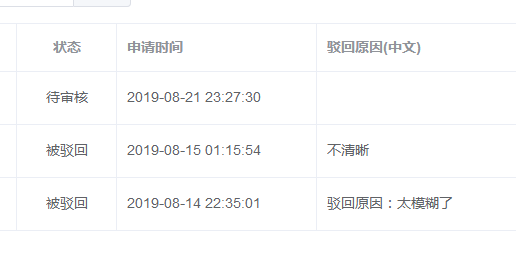 状态 申请时间 驳回原因(中文)
待审核 2019-08-21 23:27:30
被驳回 2019-08-15 01:15:54 不清晰
被驳回 2019-08-14 22:35:01 驳回原因：太模糊了